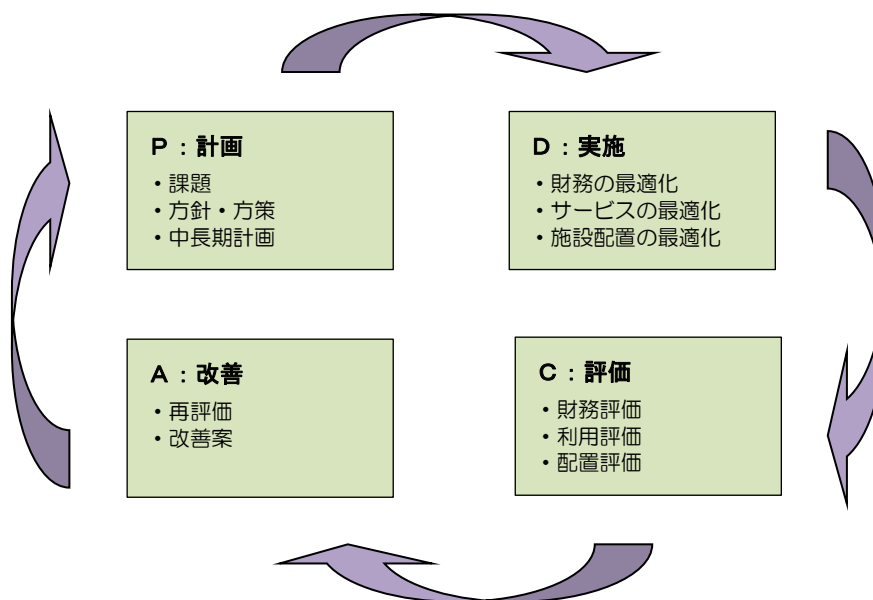 P：計画
・課題
・方針・方策
・中長期計画
D：実施
・財務の最適化
・サービスの最適化
・施設配置の最適化
A：改善
・再評価
・改善案
C：評価
・財務評価
・利用評価
・配置評価